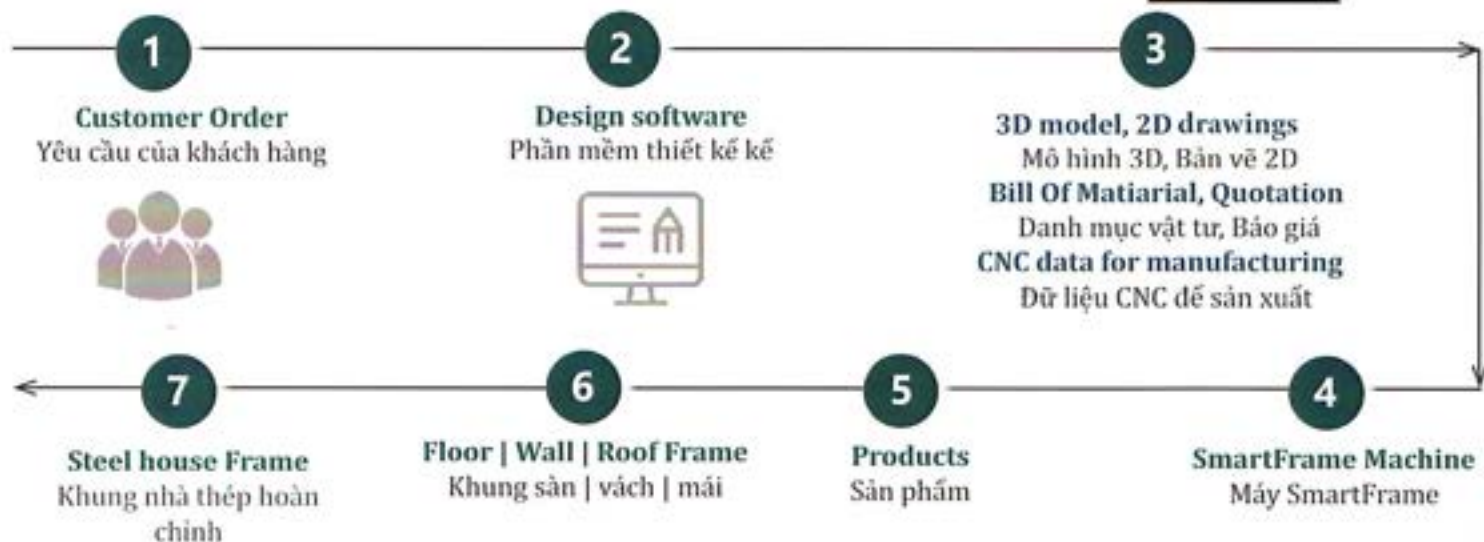 1
Customer Order
Yêu cầu của khách hàng
2
Design software
Phần mềm thiết kế kế
3
3D model, 2D drawings
Mô hình 3D, Bản vẽ 2D
Bill Of Matiarial, Quotation
Danh mục vật tư, Báo giá
CNC data for manufacturing
Dữ liệu CNC để sản xuất
7
Steel house Frame
Khung nhà thép hoàn
chỉnh
6
Floor | Wall | Roof Frame
Khung sàn | vách | mái
5
Products
Sản phẩm
4
SmartFrame Machine
Máy SmartFrame